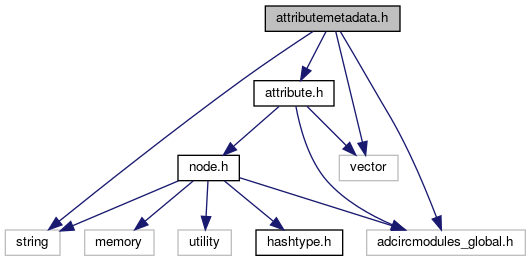 attributemetadata.h
attribute.h
node.h
vector
string
memory
utility
hashtype.h
adcircmodules_global.h